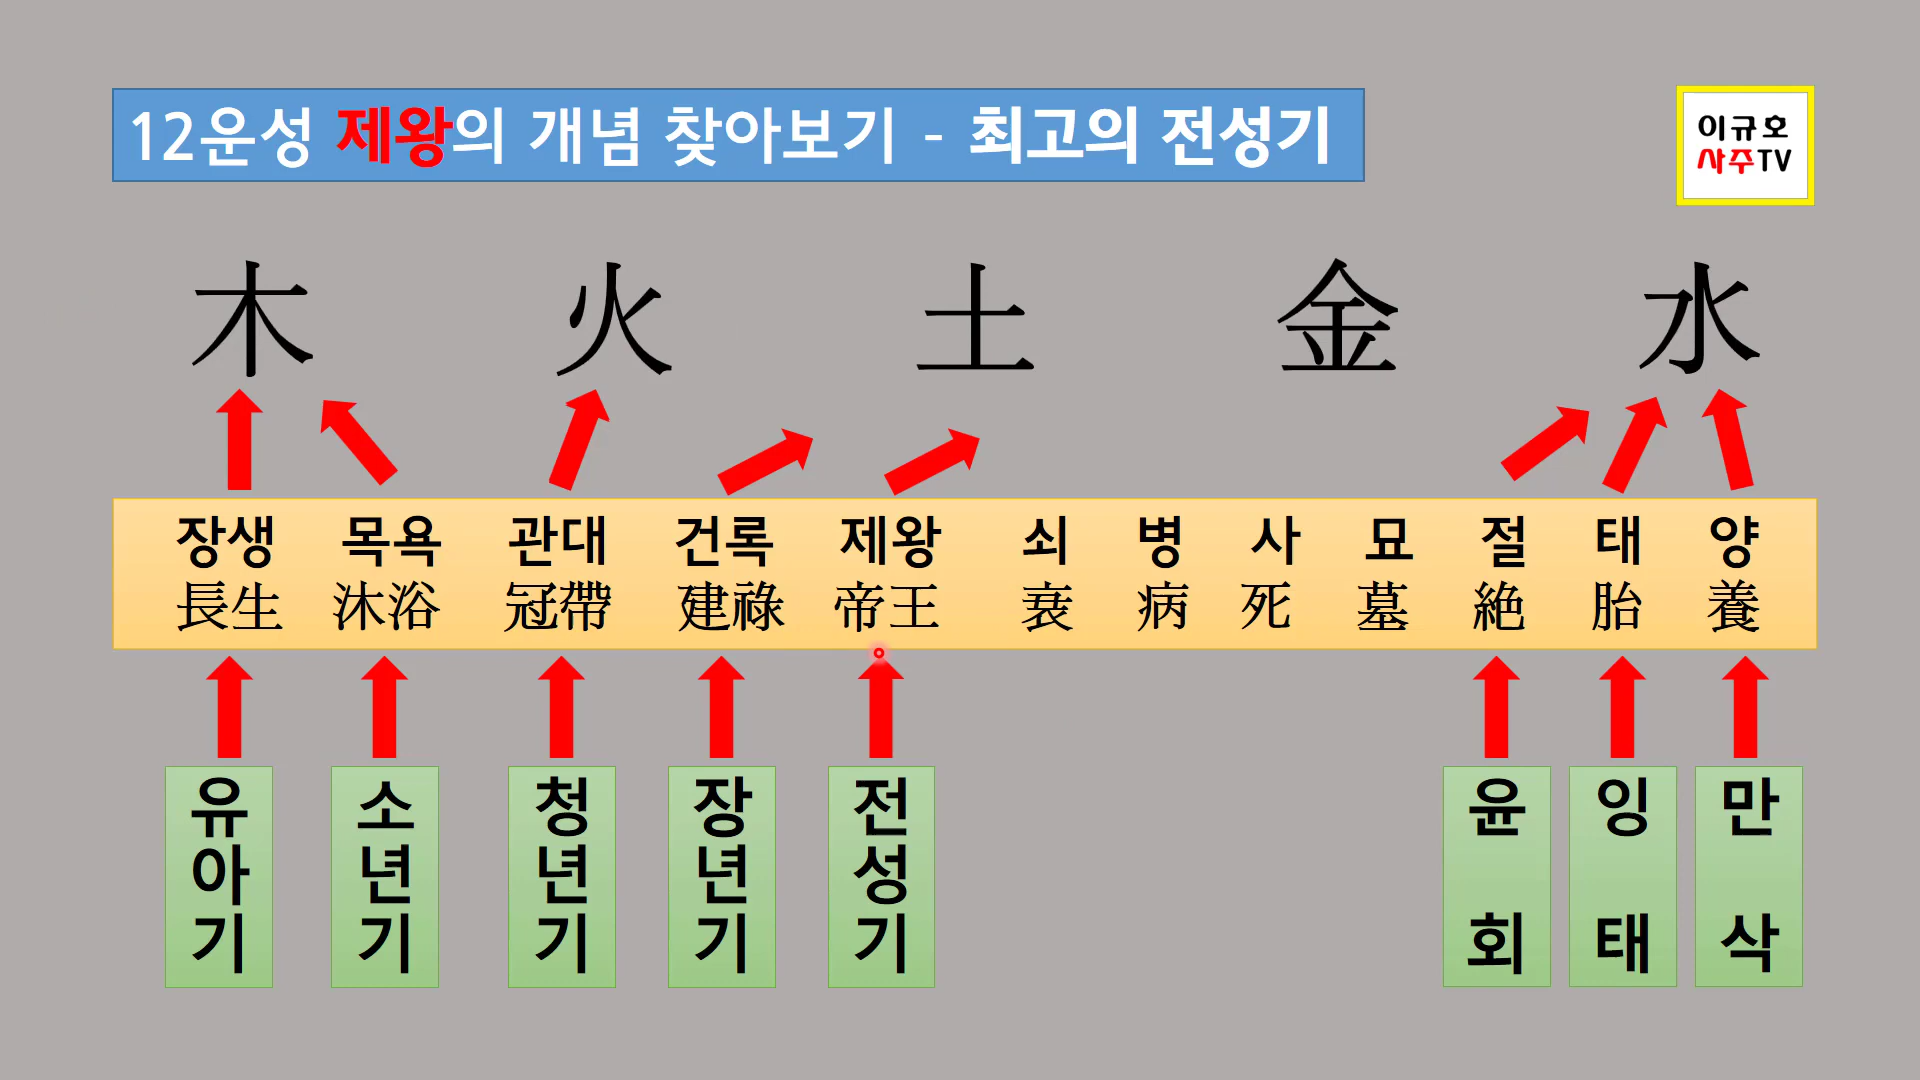 12운성 제왕의 개념 찾아보기 - 최고의 전성기
이규호
사주TV
木 火 土 金 水
장생 목욕 관대 건록 제왕 쇠 병 사 묘 절 태 양
長生 沐浴 冠帶 建祿 帝王 衰 病 死 墓 絶 胎 養
유아기 소년기 청년기 장년기 전성기 윤회 잉태 만삭